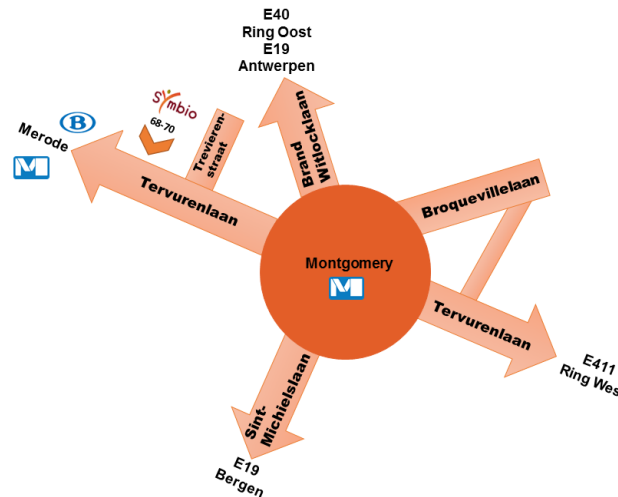 E40
Ring Oost
E19
Antwerpen
Symbio
68-70
B
Merode
M
Trevieren-
straat
Brand
Witlocklaan
Tervurenlaan
Broquevillelaan
Montgomery
M
Tervurenlaan
E411
Ring Wes
Sint-
Michielslaan
E19
Bergen